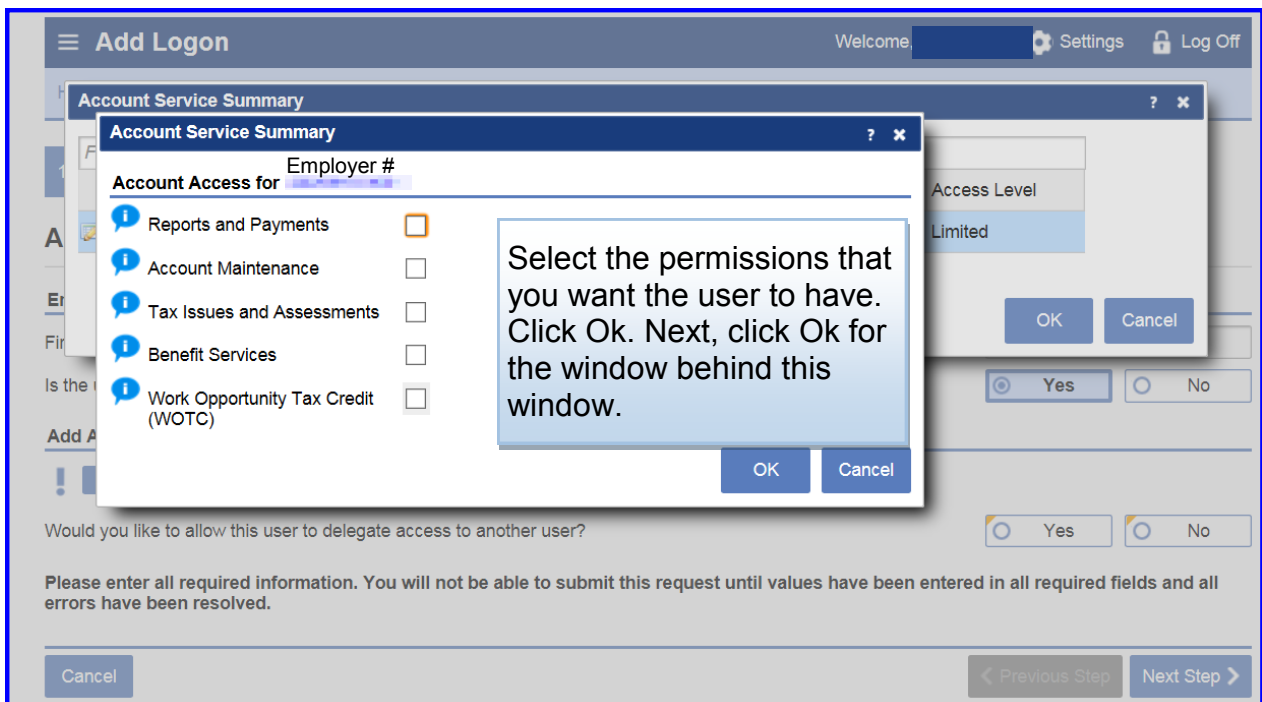 Add Logon
Welcome,
Settings
Log Off
Account Service Summary
? ×
Account Service Summary
? ×
Employer #
Account Access for
Reports and Payments
Account Maintenance
Tax Issues and Assessments
Benefit Services
Work Opportunity Tax Credit
(WOTC)
Select the permissions that
you want the user to have.
Click Ok. Next, click Ok for
the window behind this
window.
OK
Cancel
Access Level
Limited
OK
Cancel
Is the
Yes
No
Would you like to allow this user to delegate access to another user?
Yes
No
Please enter all required information. You will not be able to submit this request until values have been entered in all required fields and all
errors have been resolved.
Cancel
Previous Step
Next Step